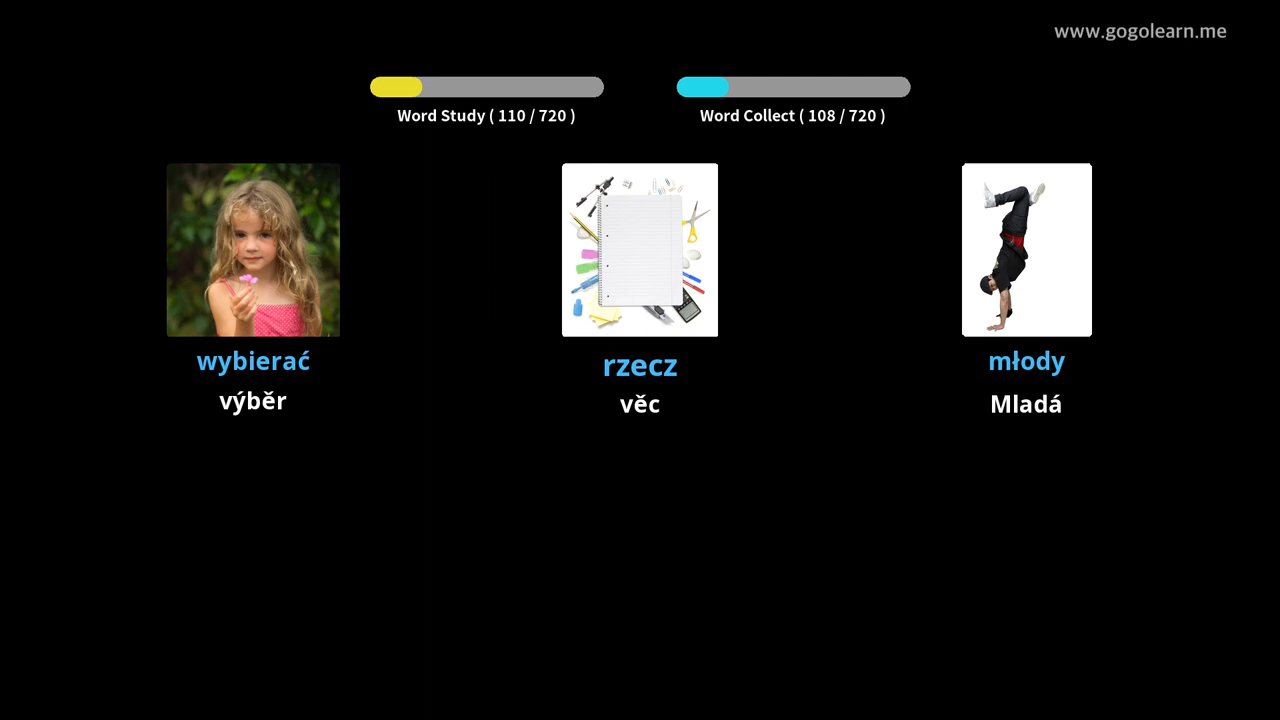 www.gogolearn.me
Word Study ( 110 / 720 )
Word Collect ( 108 / 720 )
wybierać
výběr
rzecz
věc
młody
Mladá